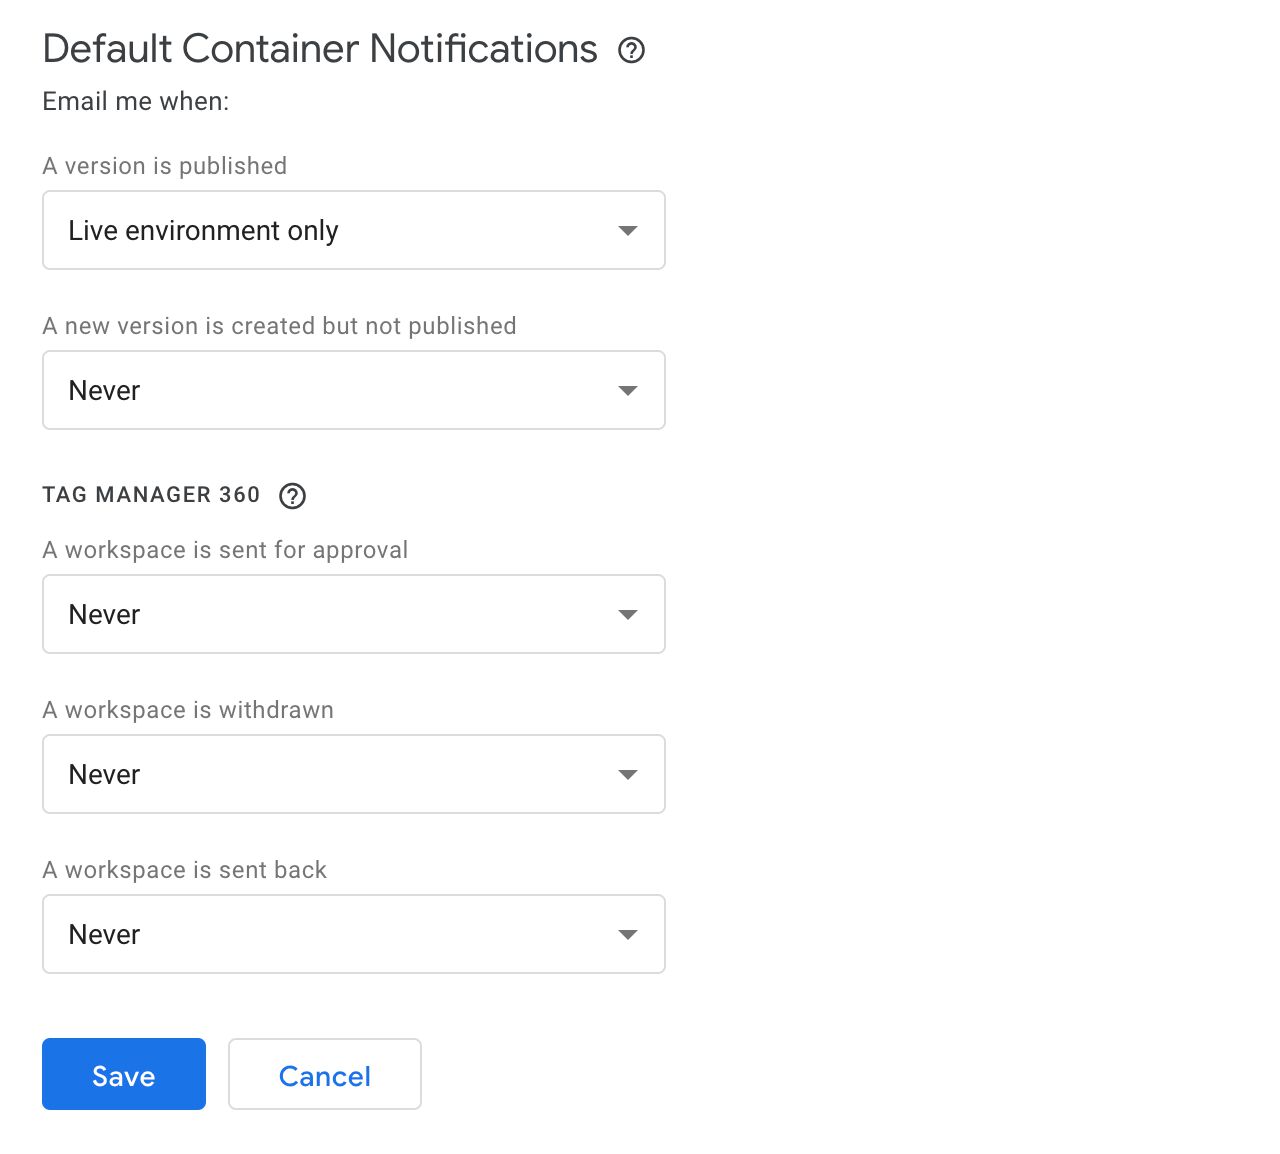 Default Container Notifications
Email me when:
A version is published
Live environment only
A new version is created but not published
Never
TAG MANAGER 360
A workspace is sent for approval
Never
A workspace is withdrawn
Never
A workspace is sent back
Never
Save Cancel